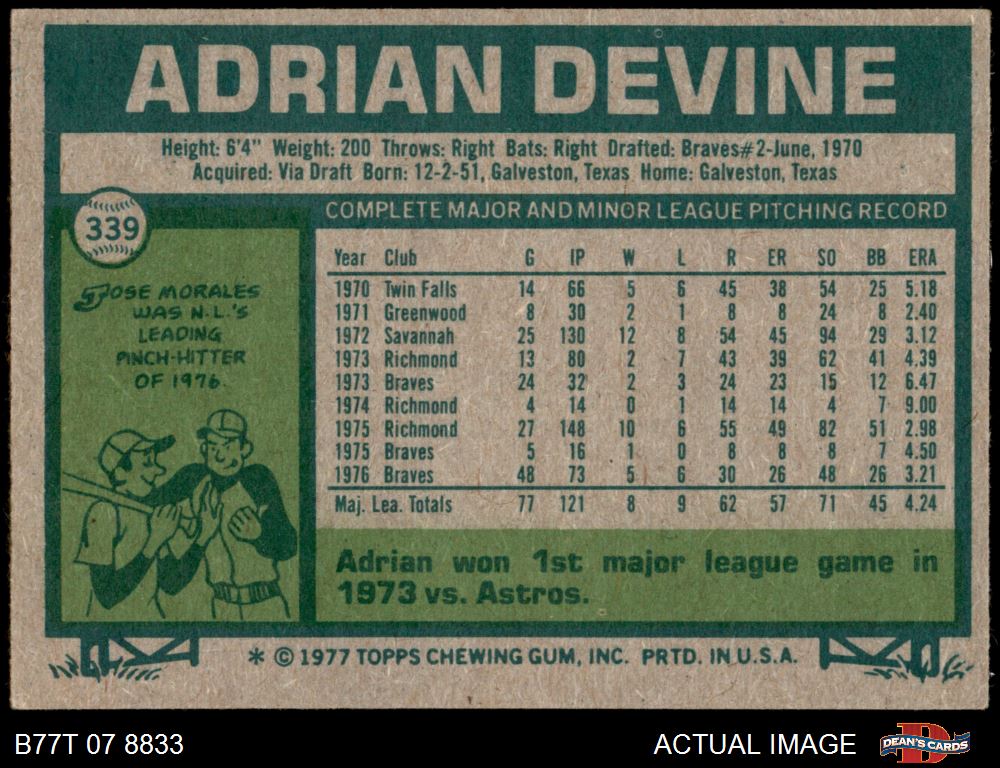 ADRIAN DEVINE
Height: 6'4" Weight: 200 Throws: Right Bats: Right Drafted: Braves#2-June, 1970
Acquired: Via Draft Born: 12-2-51, Galveston, Texas Home: Galveston, Texas
339
JOSE MORALES
WAS N.L.'S
LEADING
PINCH-HITTER
OF 1976.
COMPLETE MAJOR AND MINOR LEAGUE PITCHING RECORD
Year Club G IP W L R ER SO BB ERA
1970 Twin Falls 14 66 5 6 45 38 54 25 5.18
1971 Greenwood 8 30 2 1 8 8 24 8 2.40
1972 Savannah 25 130 12 8 54 45 94 29 3.12
1973 Richmond 13 80 2 7 43 39 62 41 4.39
1973 Braves 24 32 2 3 24 23 15 12 6.47
1974 Richmond 4 14 0 1 14 14 4 7 9.00
1975 Richmond 27 148 10 6 55 49 82 51 2.98
1975 Braves 5 16 1 0 8 8 8 7 4.50
1976 Braves 48 73 5 6 30 26 48 26 3.21
Maj. Lea. Totals 77 121 8 9 62 57 71 45 4.24
Adrian won 1st major league game in
1973 vs. Astros.
* © 1977 TOPPS CHEWING GUM, INC. PRTD. IN U.S.A.
B77T 07 8833
ACTUAL IMAGE
D
DEAN'S CARDS